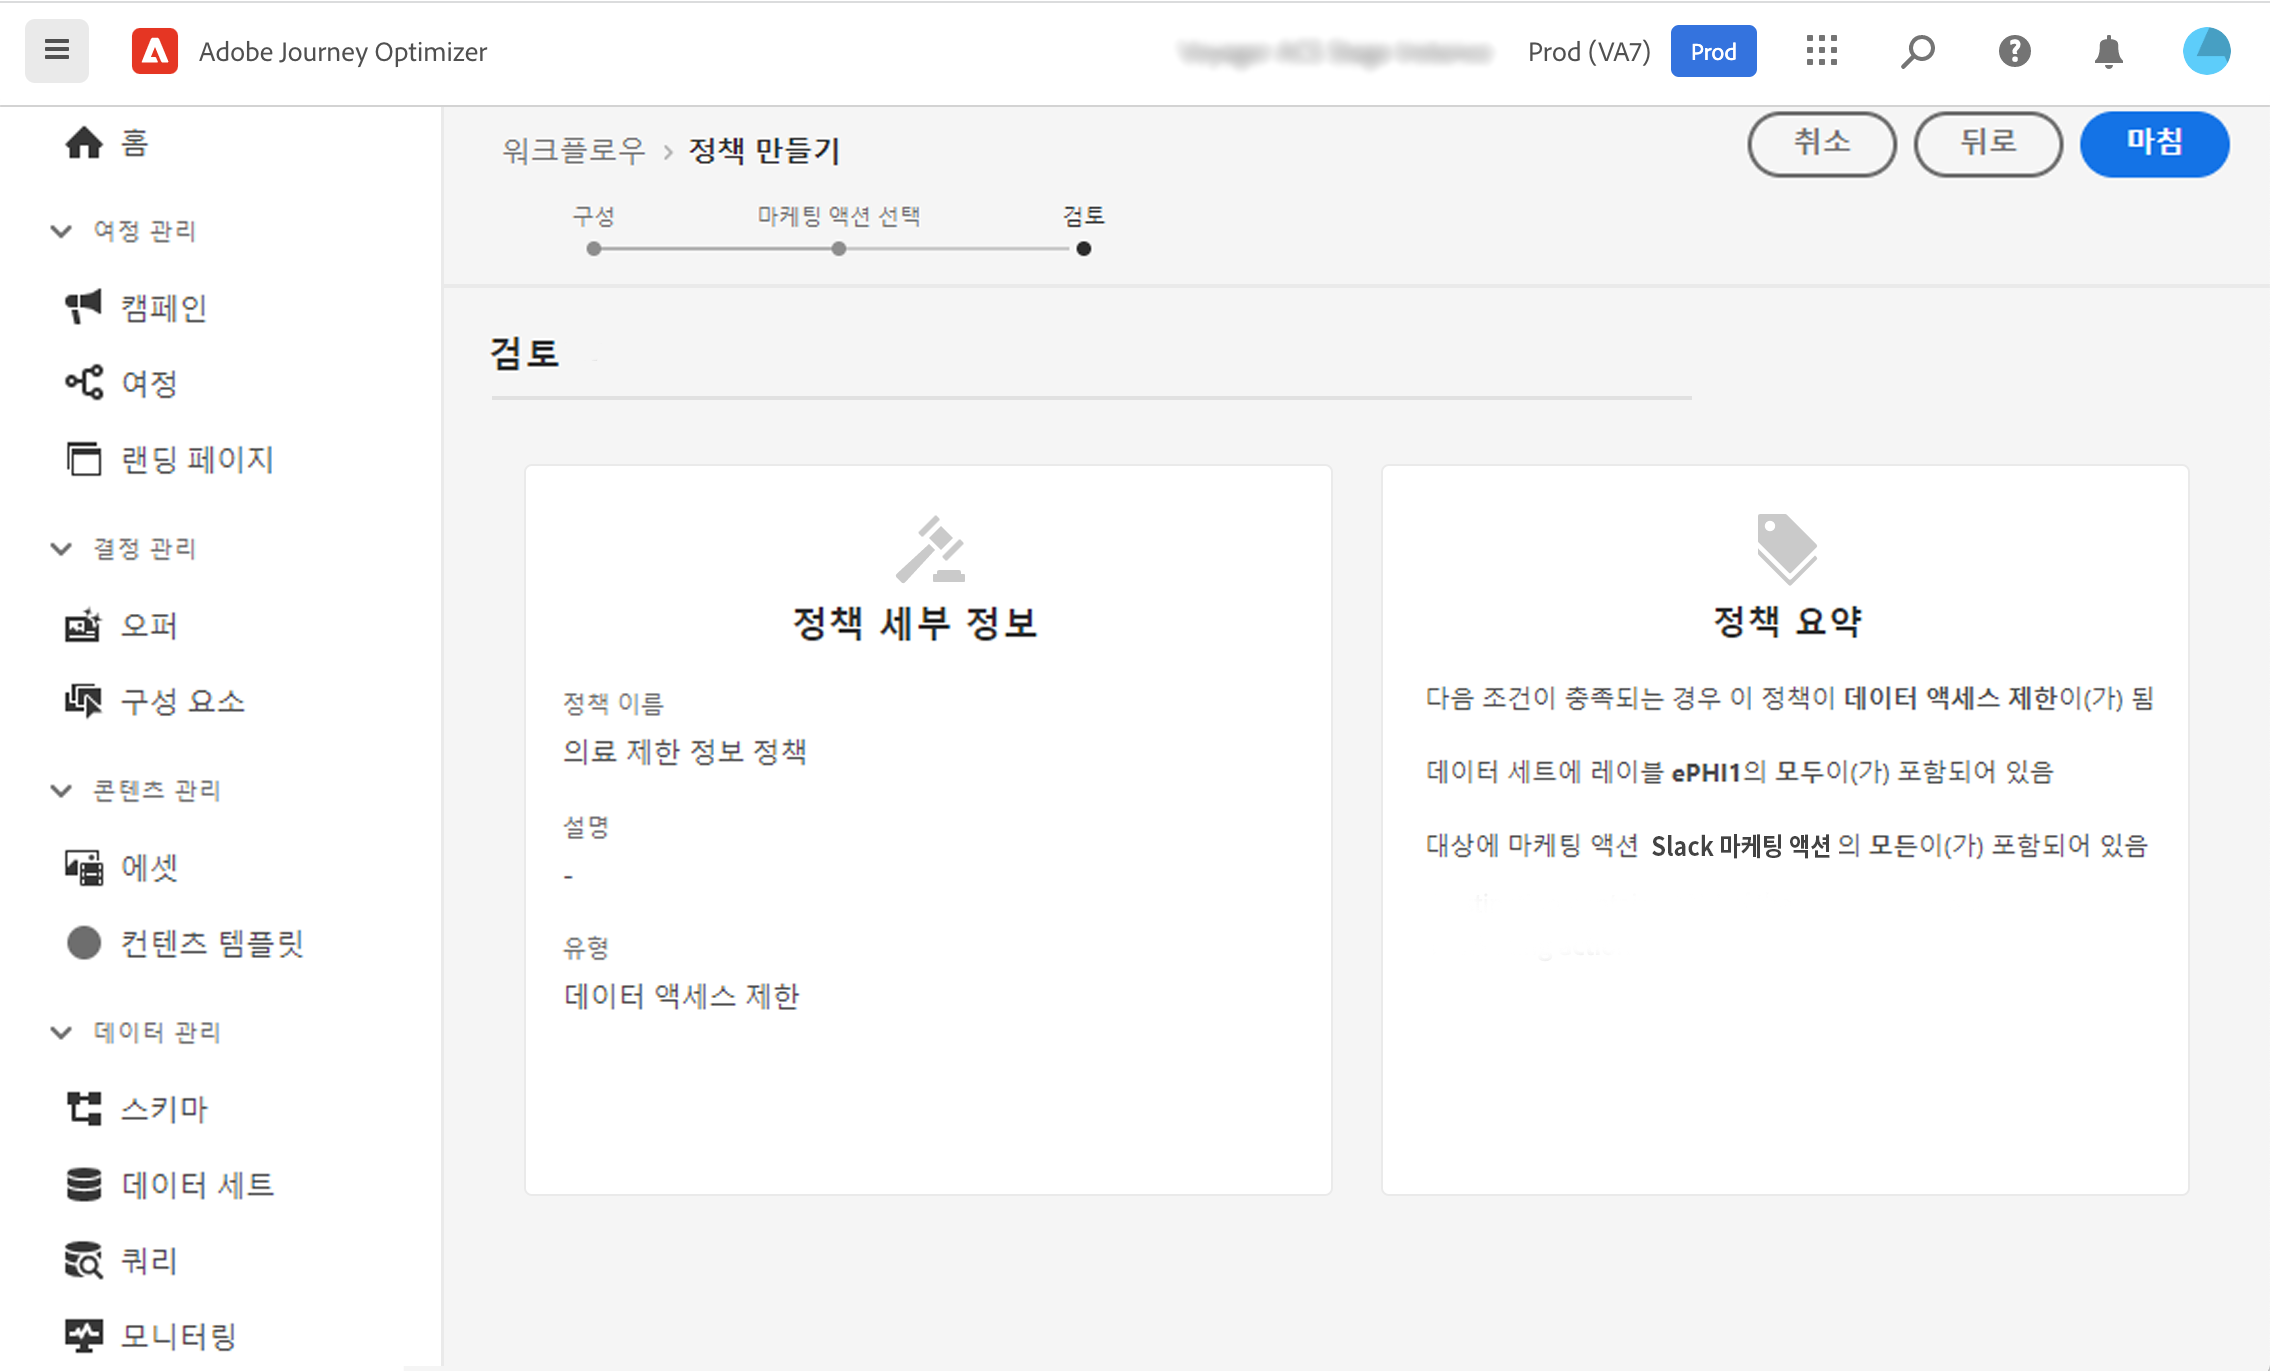 Adobe Journey Optimizer
Prod (VA7)
Prod
홈
여정 관리
캠페인
여정
랜딩 페이지
결정 관리
오퍼
구성 요소
콘텐츠 관리
에셋
컨텐츠 템플릿
데이터 관리
스키마
데이터 세트
쿼리
모니터링
워크플로우 › 정책 만들기
취소
뒤로
마침
구성
마케팅 액션 선택
검토
검토
정책 세부 정보
정책 이름
의료 제한 정보 정책
설명
-
유형
데이터 액세스 제한
정책 요약
다음 조건이 충족되는 경우 이 정책이 데이터 액세스 제한이(가) 됨
데이터 세트에 레이블 ePHI1의 모두이(가) 포함되어 있음
대상에 마케팅 액션 Slack 마케팅 액션 의 모든이(가) 포함되어 있음